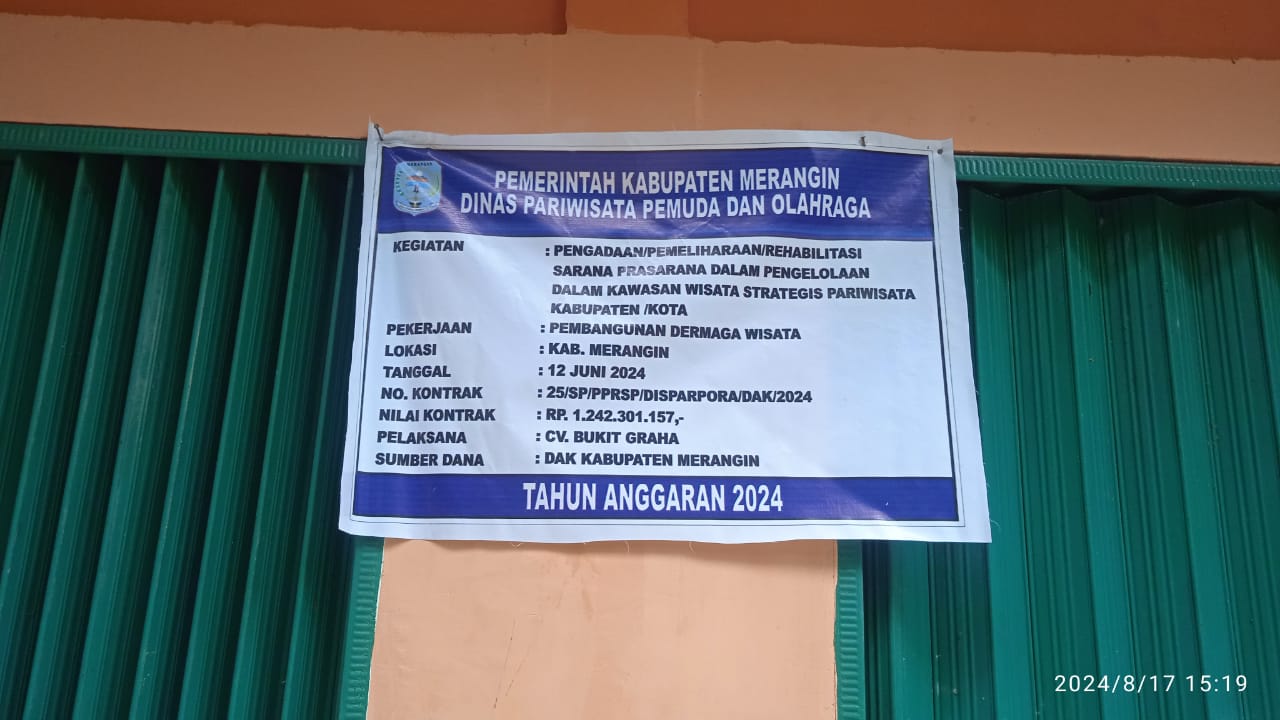 PEMERINTAH KABUPATEN MERANGIN
DINAS PARIWISATA PEMUDA DAN OLAHRAGA
KEGIATAN : PENGADAAN/PEMELIHARAAN/REHABILITASI
SARANA PRASARANA DALAM PENGELOLAAN
DALAM KAWASAN WISATA STRATEGIS PARIWISATA
KABUPATEN /KOTA
PEKERJAAN : PEMBANGUNAN DERMAGA WISATA
LOKASI : KAB. MERANGIN
TANGGAL : 12 JUNI 2024
NO. KONTRAK : 25/SP/PPRSP/DISPARPORA/DAK/2024
NILAI KONTRAK : RP. 1.242.301.157,-
PELAKSANA : CV. BUKIT GRAHA
SUMBER DANA : DAK KABUPATEN MERANGIN
TAHUN ANGGARAN 2024
2024/8/17 15:19